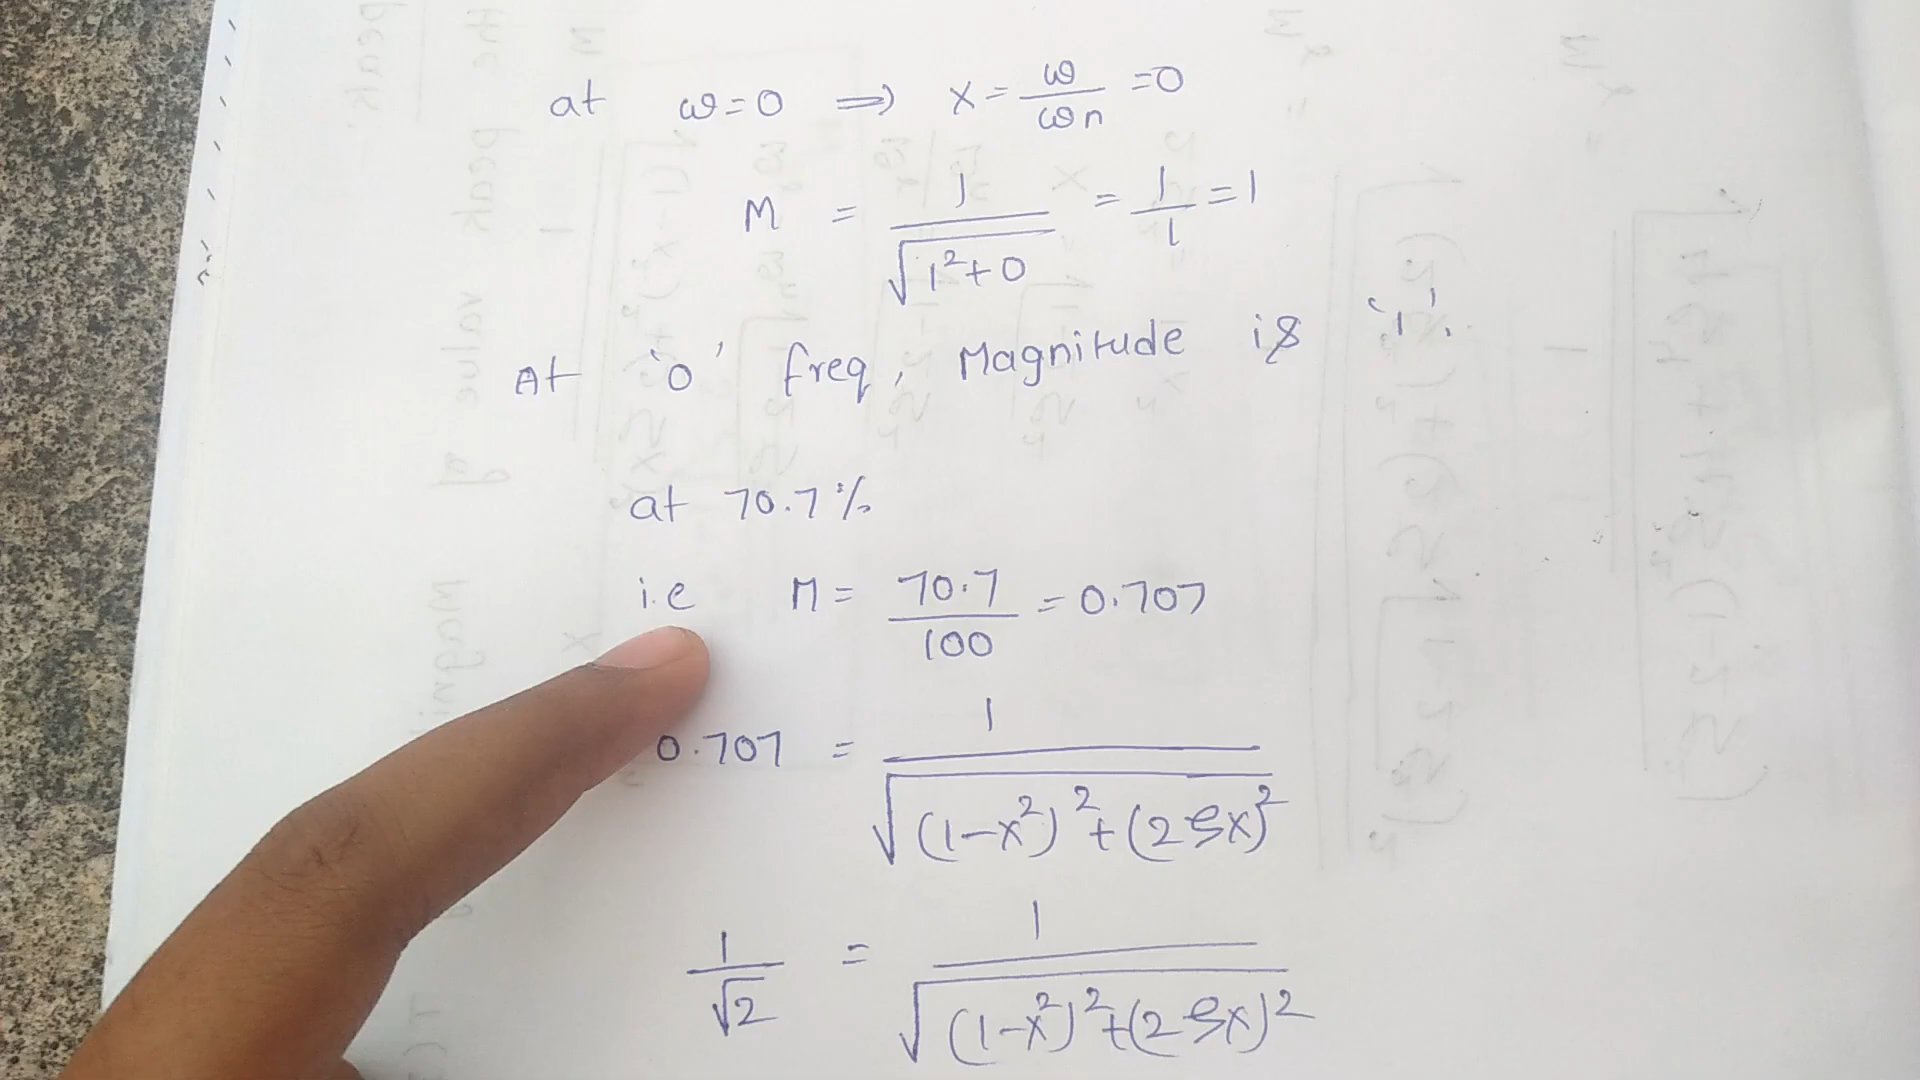 at ω=0 ⇒ x = ω/ωn = 0
M = 1/√(1²+0) = 1/1 = 1
At '0' freq, Magnitude is '1'.
at 70.7%
i.e M = 70.7/100 = 0.707
0.707 = 1/√((1-x²)²+(2ξx)²)
1/√2 = 1/√((1-x²)²+(2ξx)²)